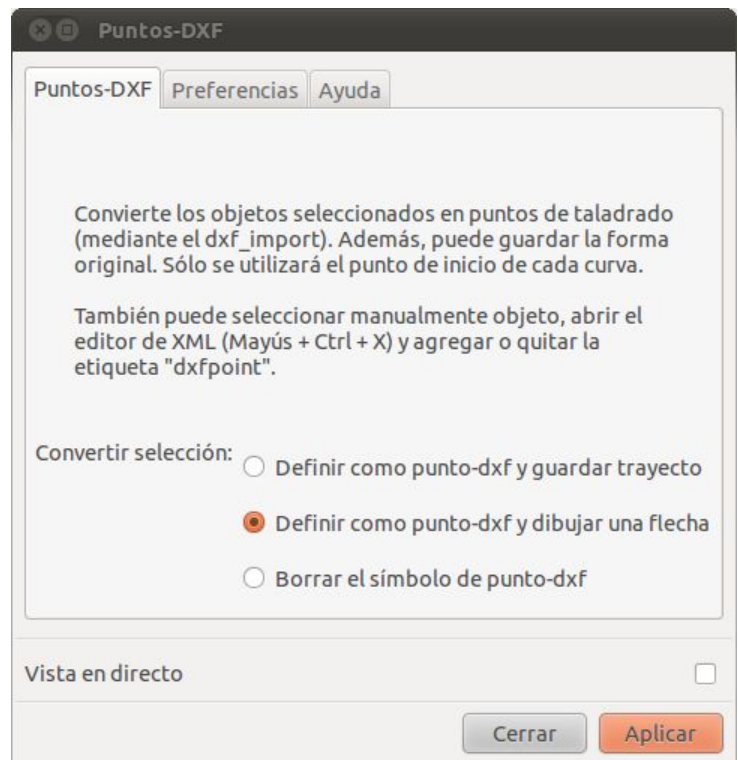 Puntos-DXF
Puntos-DXF Preferencias Ayuda
Convierte los objetos seleccionados en puntos de taladrado
(mediante el dxf_import). Además, puede guardar la forma
original. Sólo se utilizará el punto de inicio de cada curva.
También puede seleccionar manualmente objeto, abrir el
editor de XML (Mayús + Ctrl + X) y agregar o quitar la
etiqueta "dxfpoint".
Convertir selección:
Definir como punto-dxf y guardar trayecto
Definir como punto-dxf y dibujar una flecha
Borrar el símbolo de punto-dxf
Vista en directo
Cerrar Aplicar